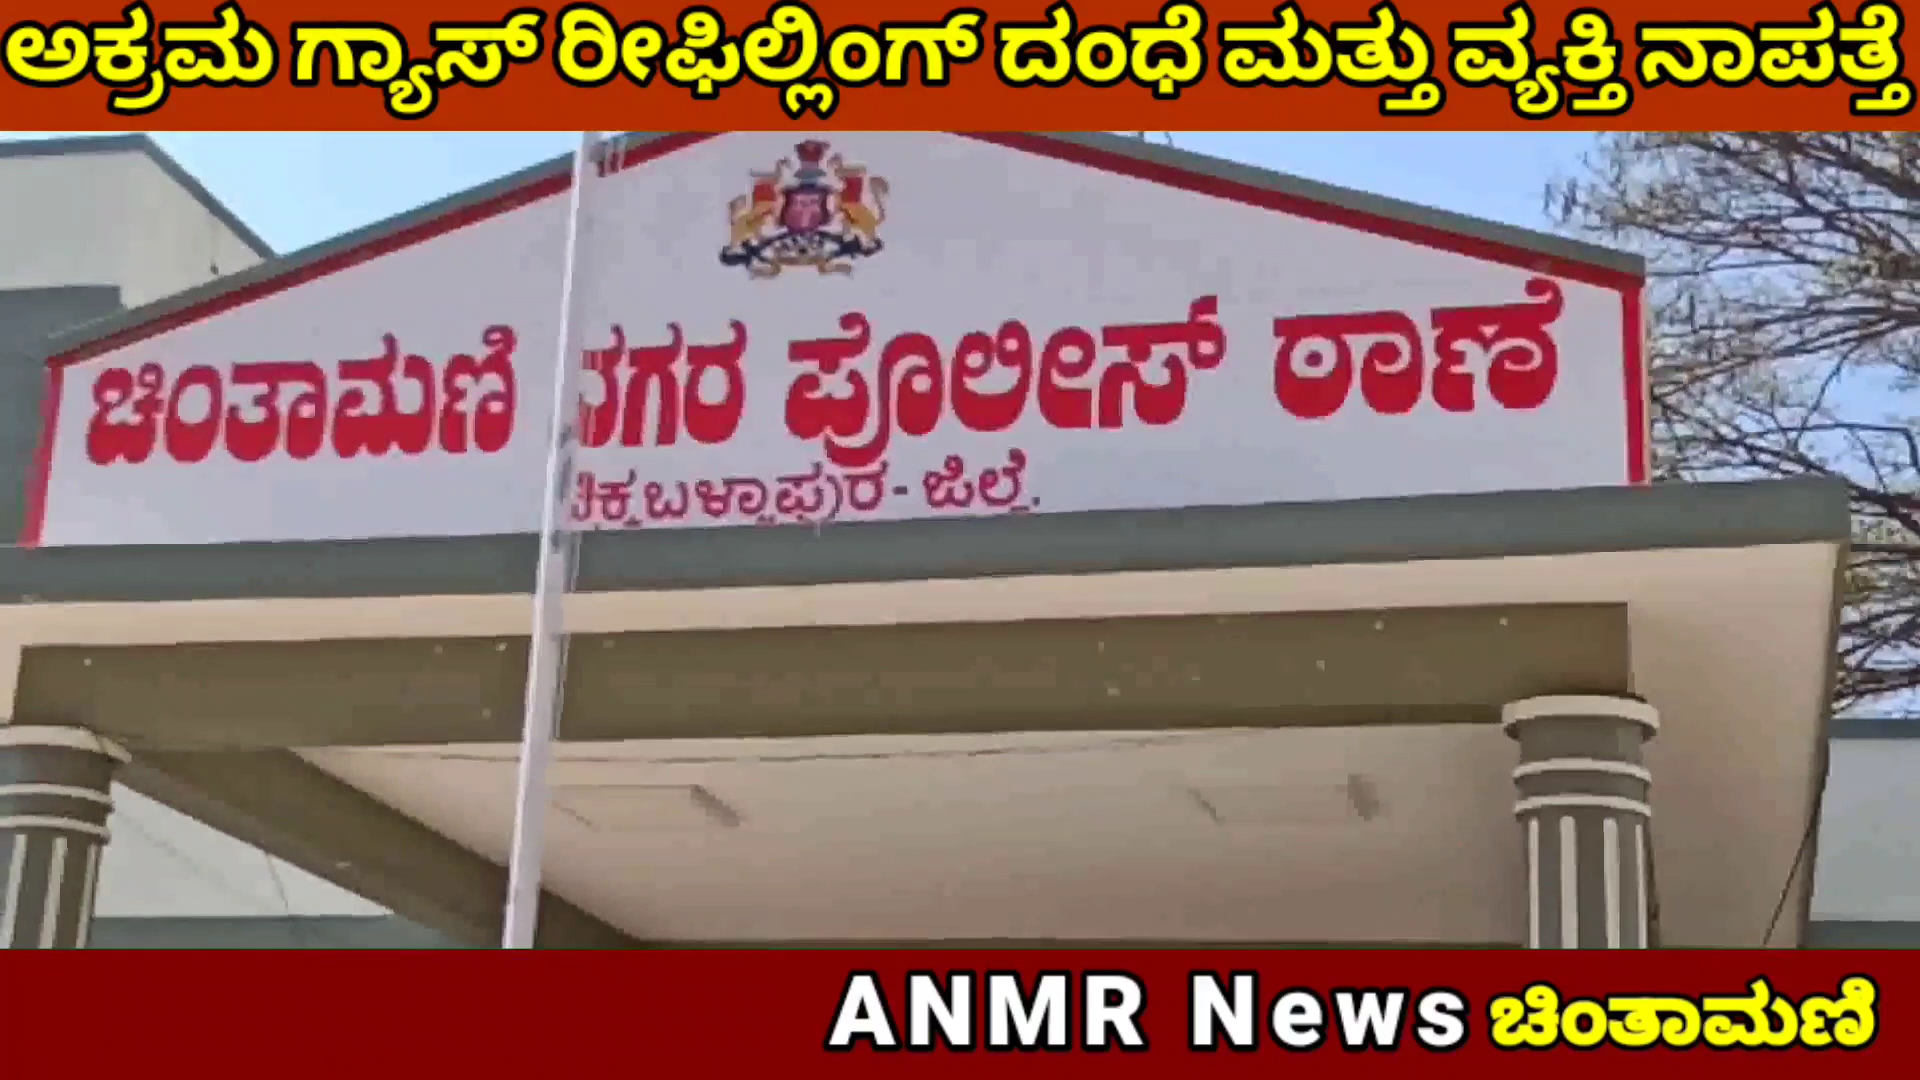 ಅಕ್ರಮ ಗ್ಯಾಸ್ ರೀಫಿಲ್ಲಿಂಗ್ ದಂಧೆ ಮತ್ತು ವ್ಯಕ್ತಿ ನಾಪತ್ತೆ
ಚಿಂತಾಮಣಿ ನಗರ ಪೊಲೀಸ್ ಠಾಣೆ
ಚಿಕ್ಕಬಳ್ಳಾಪುರ - ಜಿಲ್ಲೆ.
ANMR News ಚಿಂತಾಮಣಿ